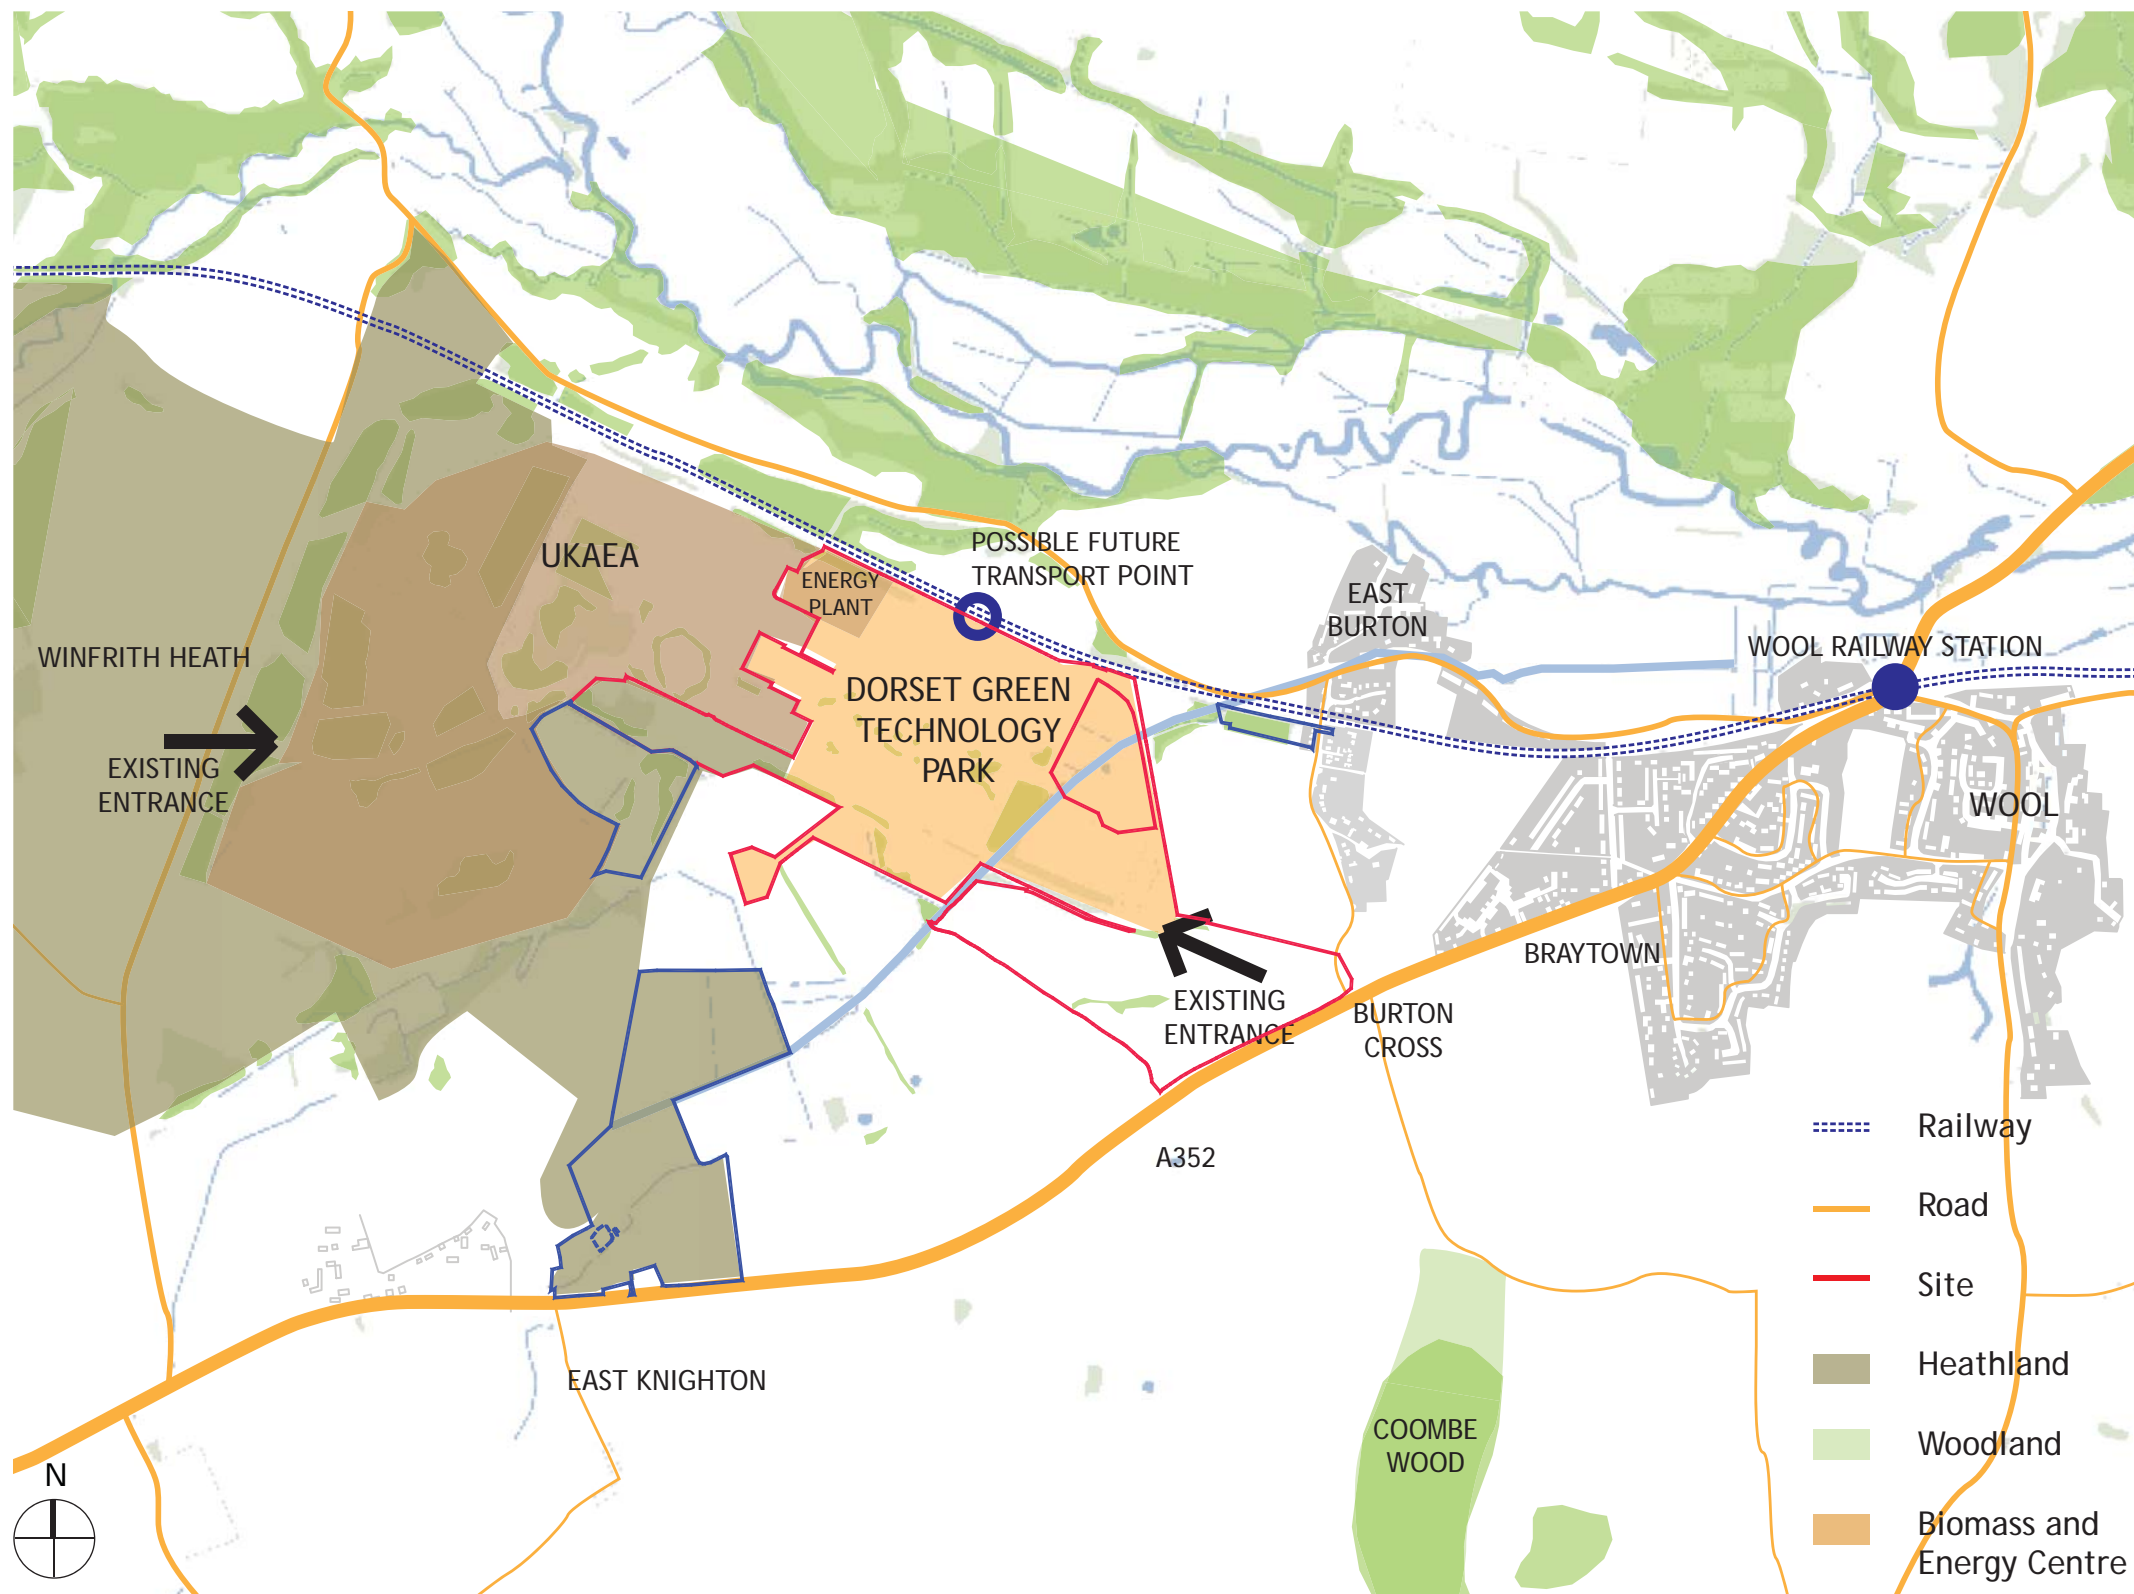 POSSIBLE FUTURE
TRANSPORT POINT
UKAEA
ENERGY
PLANT
EAST
BURTON
WINFRITH HEATH
WOOL RAILWAY STATION
DORSET GREEN
TECHNOLOGY
PARK
EXISTING
ENTRANCE
WOOL
BRAYTOWN
EXISTING
ENTRANCE
BURTON
CROSS
A352
EAST KNIGHTON
COOMBE
WOOD
N
Railway
Road
Site
Heathland
Woodland
Biomass and
Energy Centre